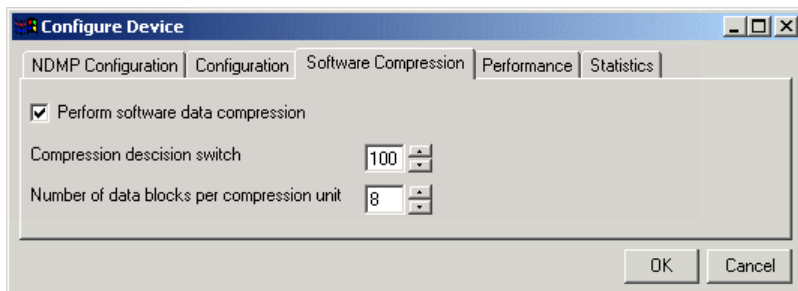 Configure Device
NDMP Configuration Configuration Software Compression Performance Statistics
Perform software data compression
Compression descision switch 100
Number of data blocks per compression unit 8
OK Cancel